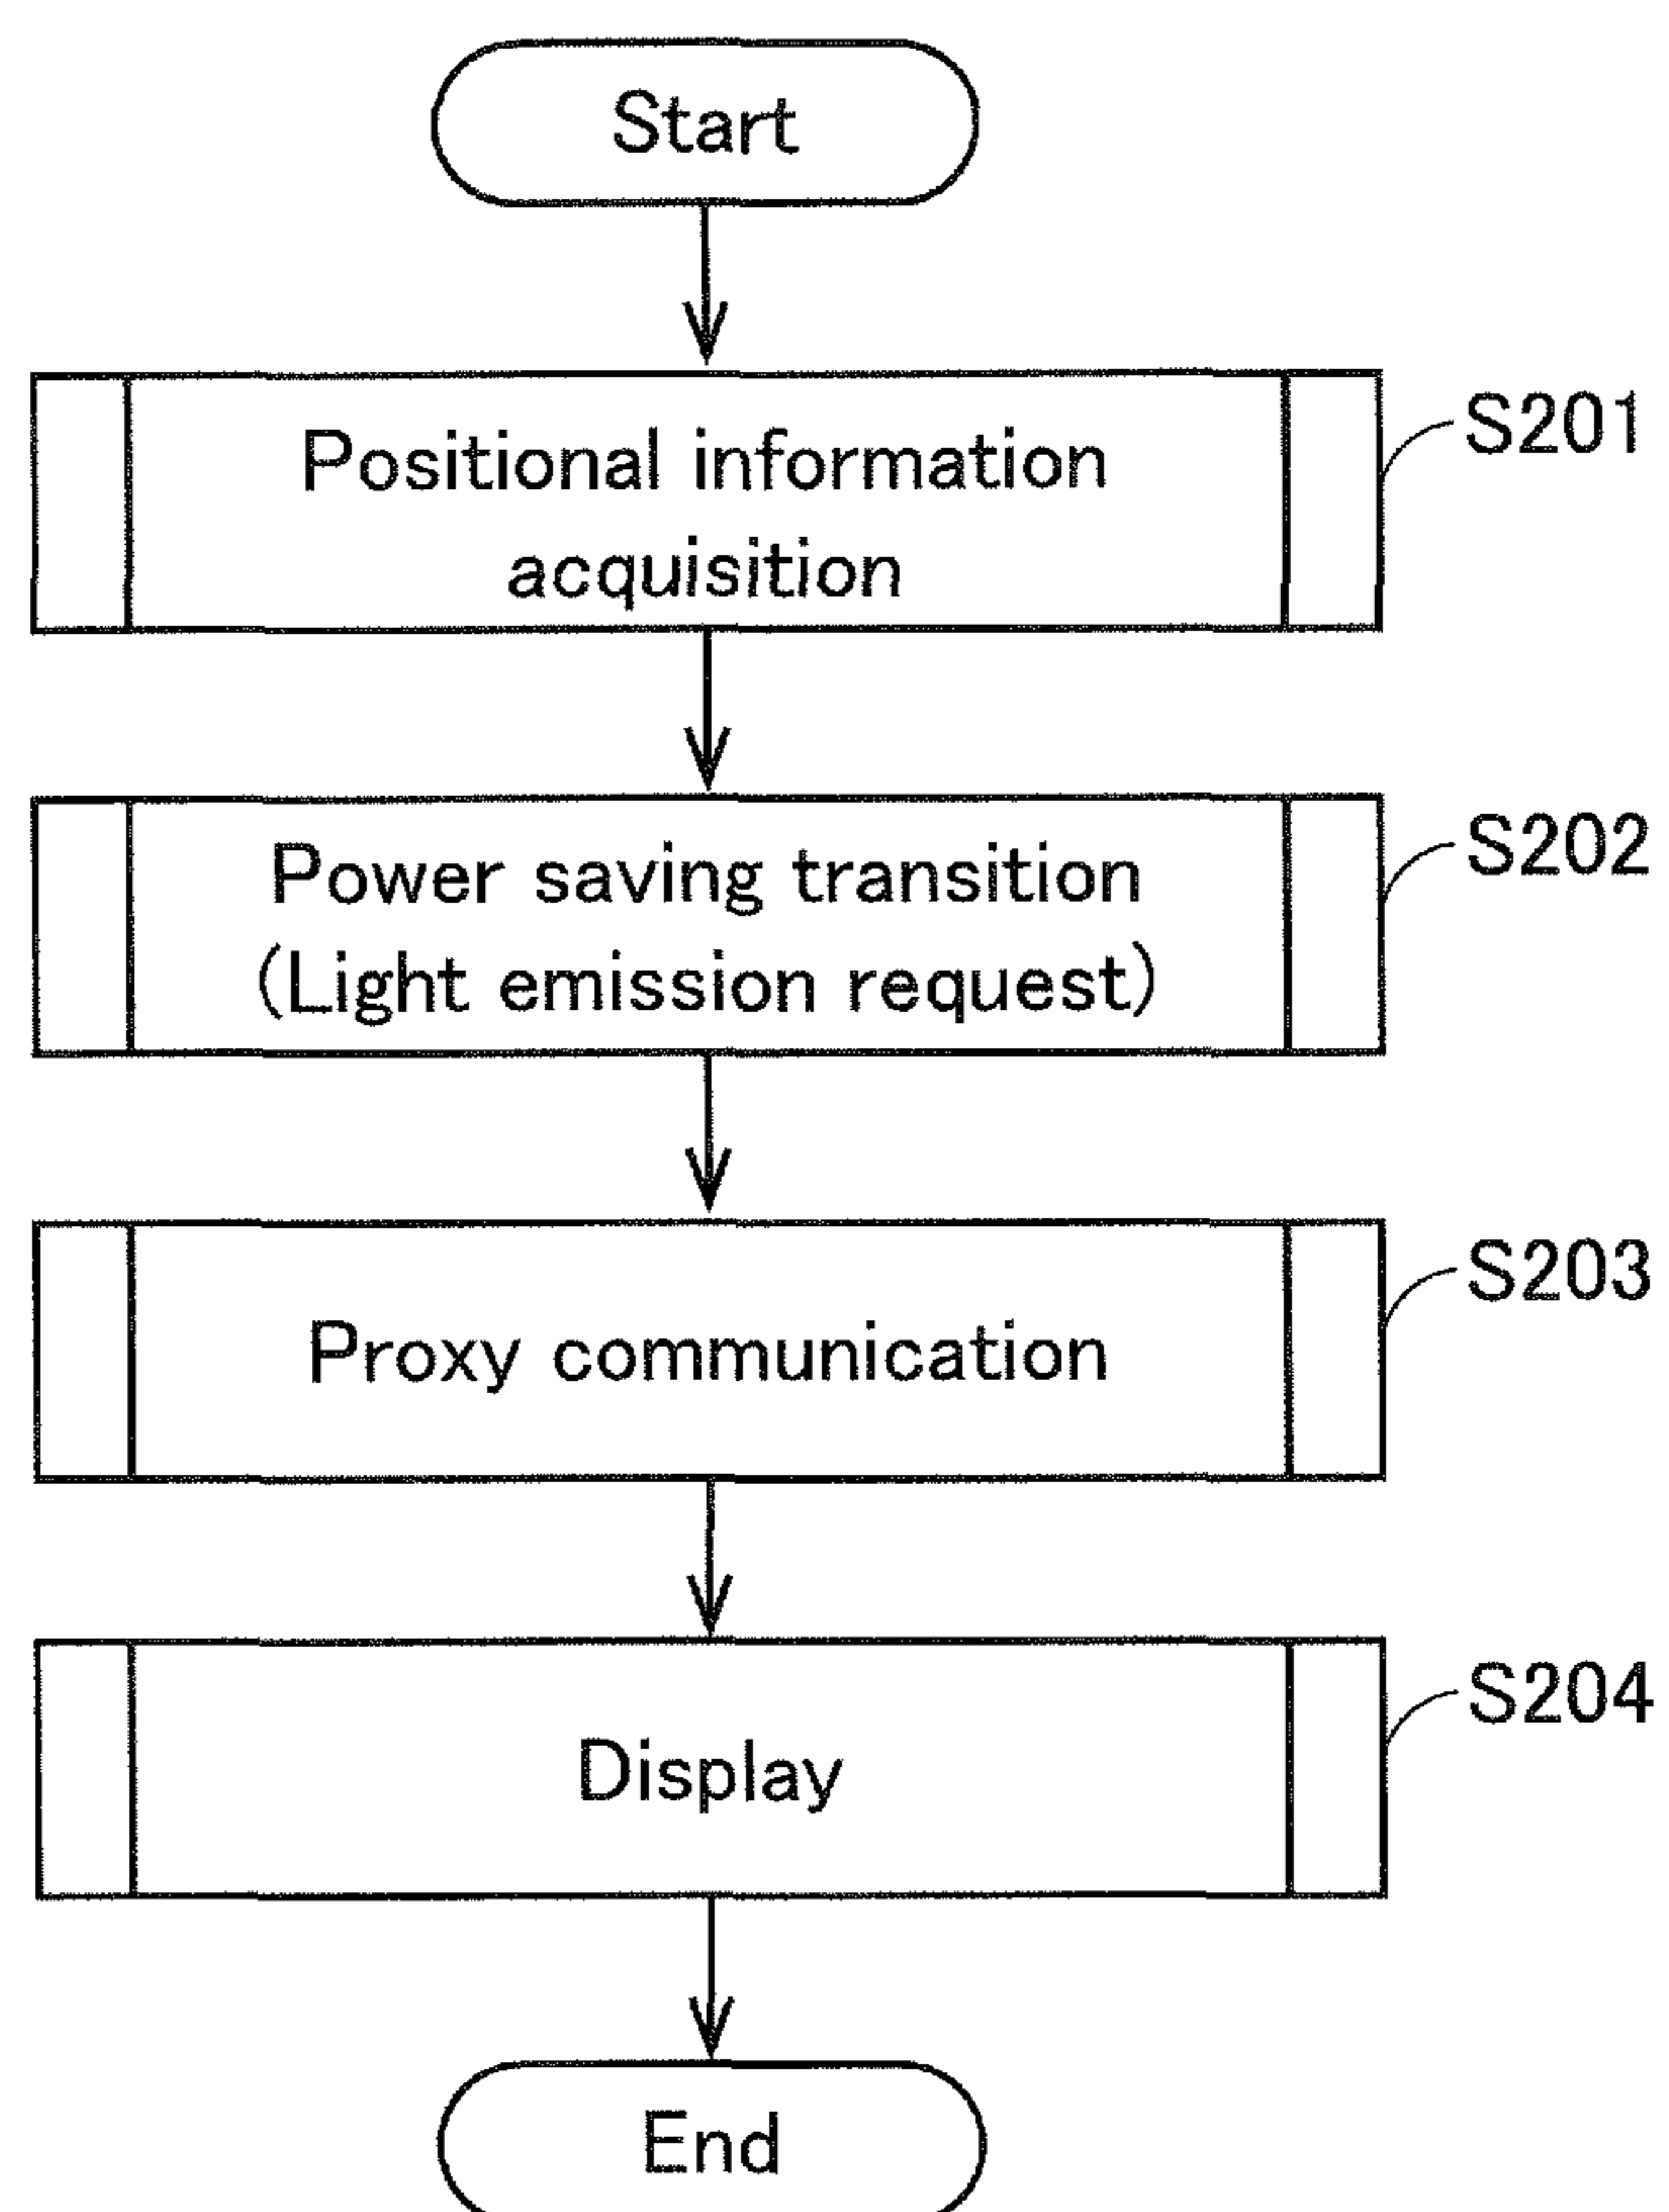 Start
Positional information
acquisition
S201
Power saving transition
(Light emission request)
S202
Proxy communication
S203
Display
S204
End